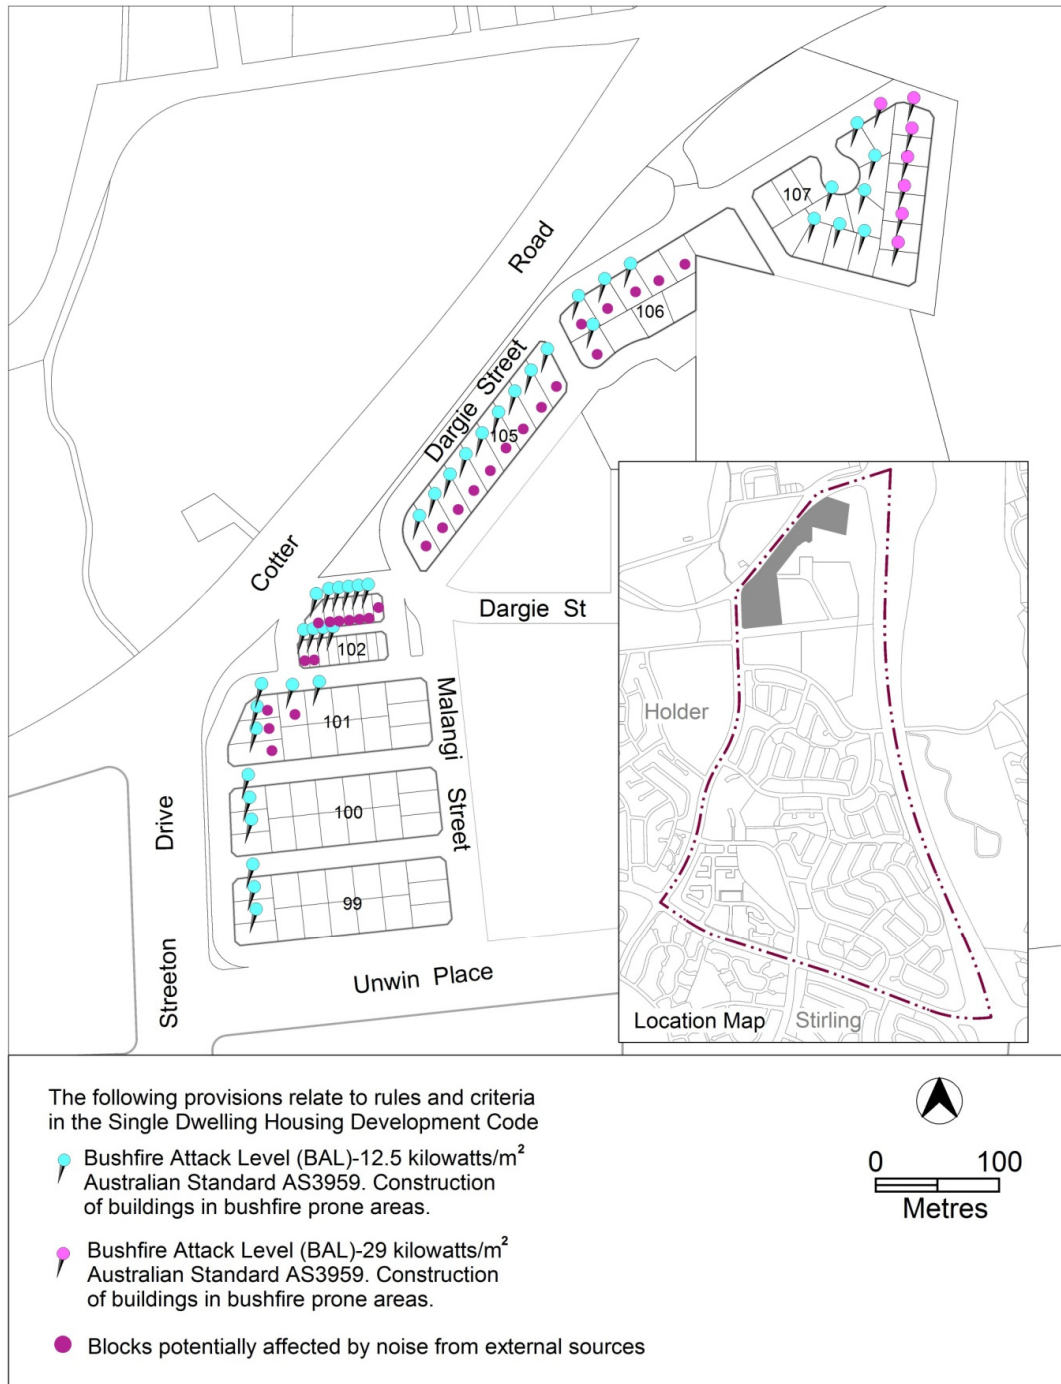 Road
107
106
Dargie Street
105
Cotter
Dargie St
102
101
Malangi Street
100
Streeton Drive
99
Unwin Place
Holder
Location Map
Stirling
The following provisions relate to rules and criteria
in the Single Dwelling Housing Development Code
Bushfire Attack Level (BAL)-12.5 kilowatts/m²
Australian Standard AS3959. Construction
of buildings in bushfire prone areas.
Bushfire Attack Level (BAL)-29 kilowatts/m²
Australian Standard AS3959. Construction
of buildings in bushfire prone areas.
Blocks potentially affected by noise from external sources
0 100
Metres